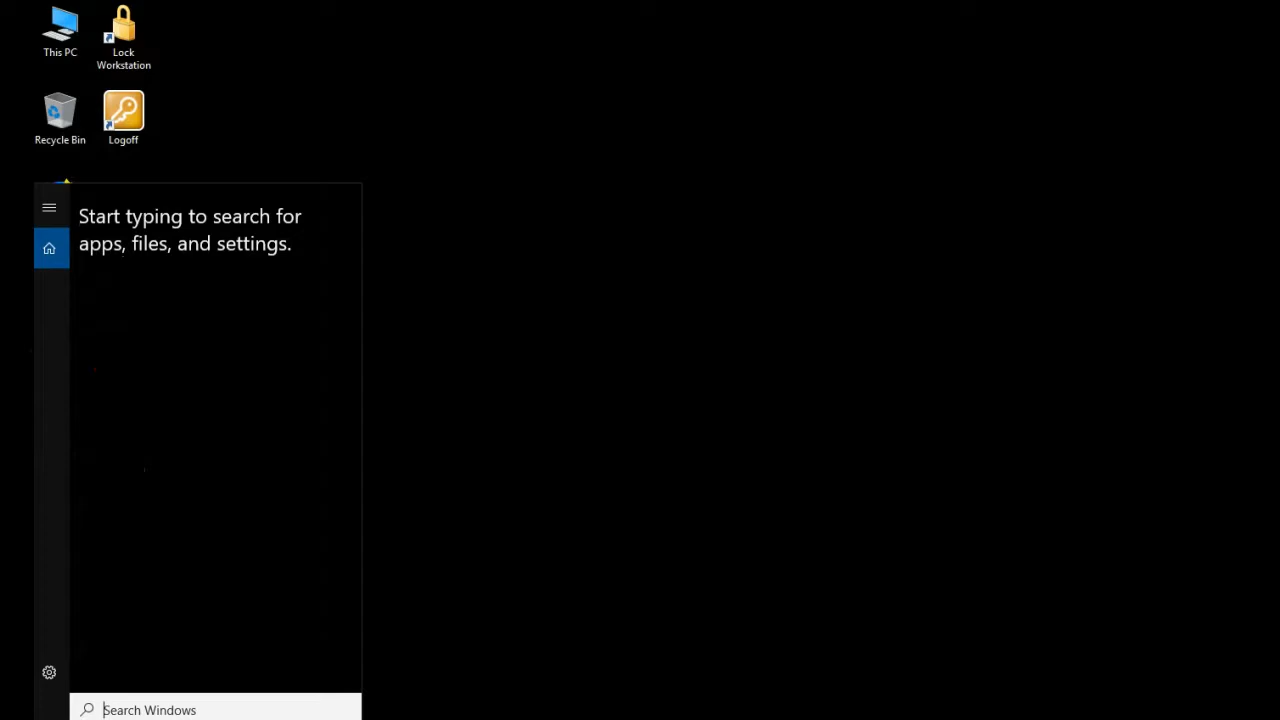 This PC
Lock
Workstation
Recycle Bin
Logoff
Start typing to search for
apps, files, and settings.
Search Windows